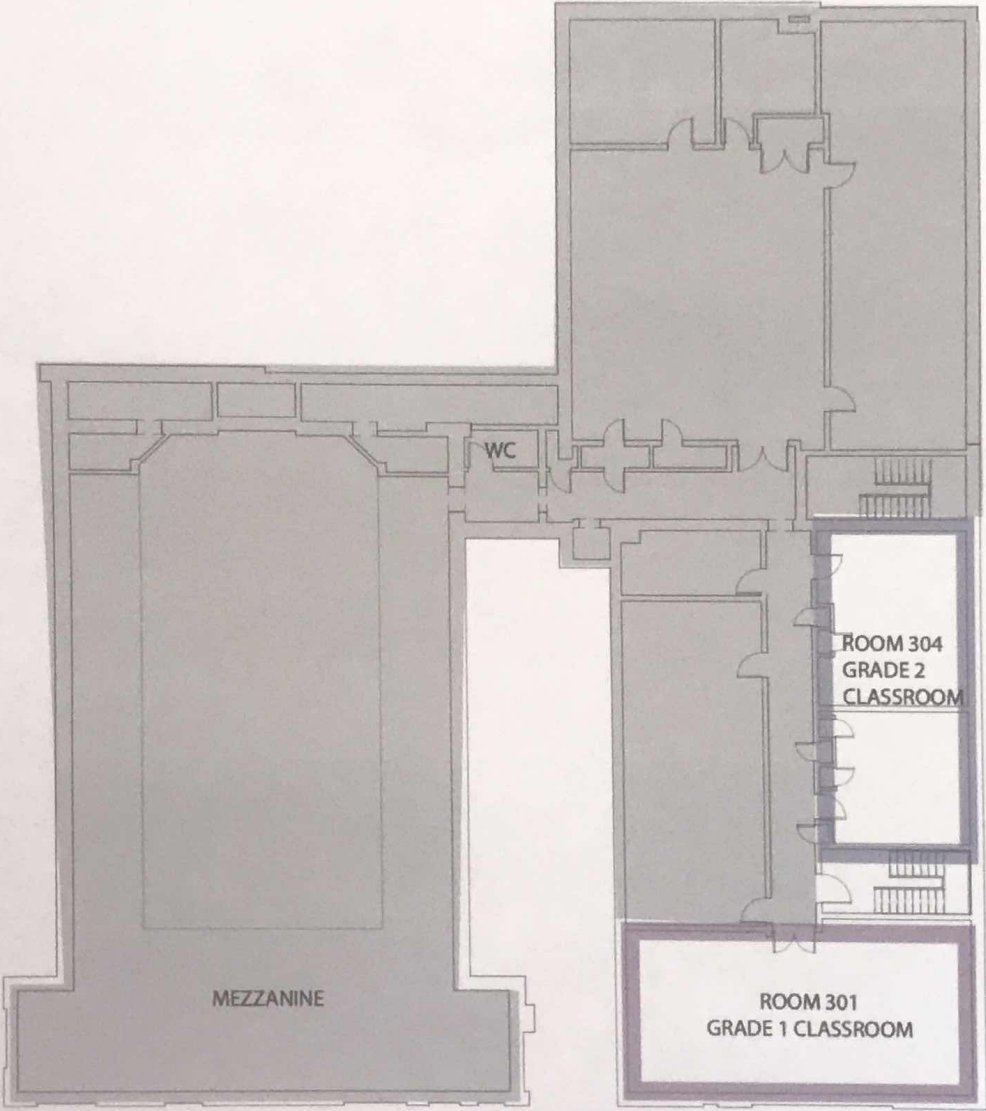 WC
ROOM 304
GRADE 2
CLASSROOM
MEZZANINE
ROOM 301
GRADE 1 CLASSROOM